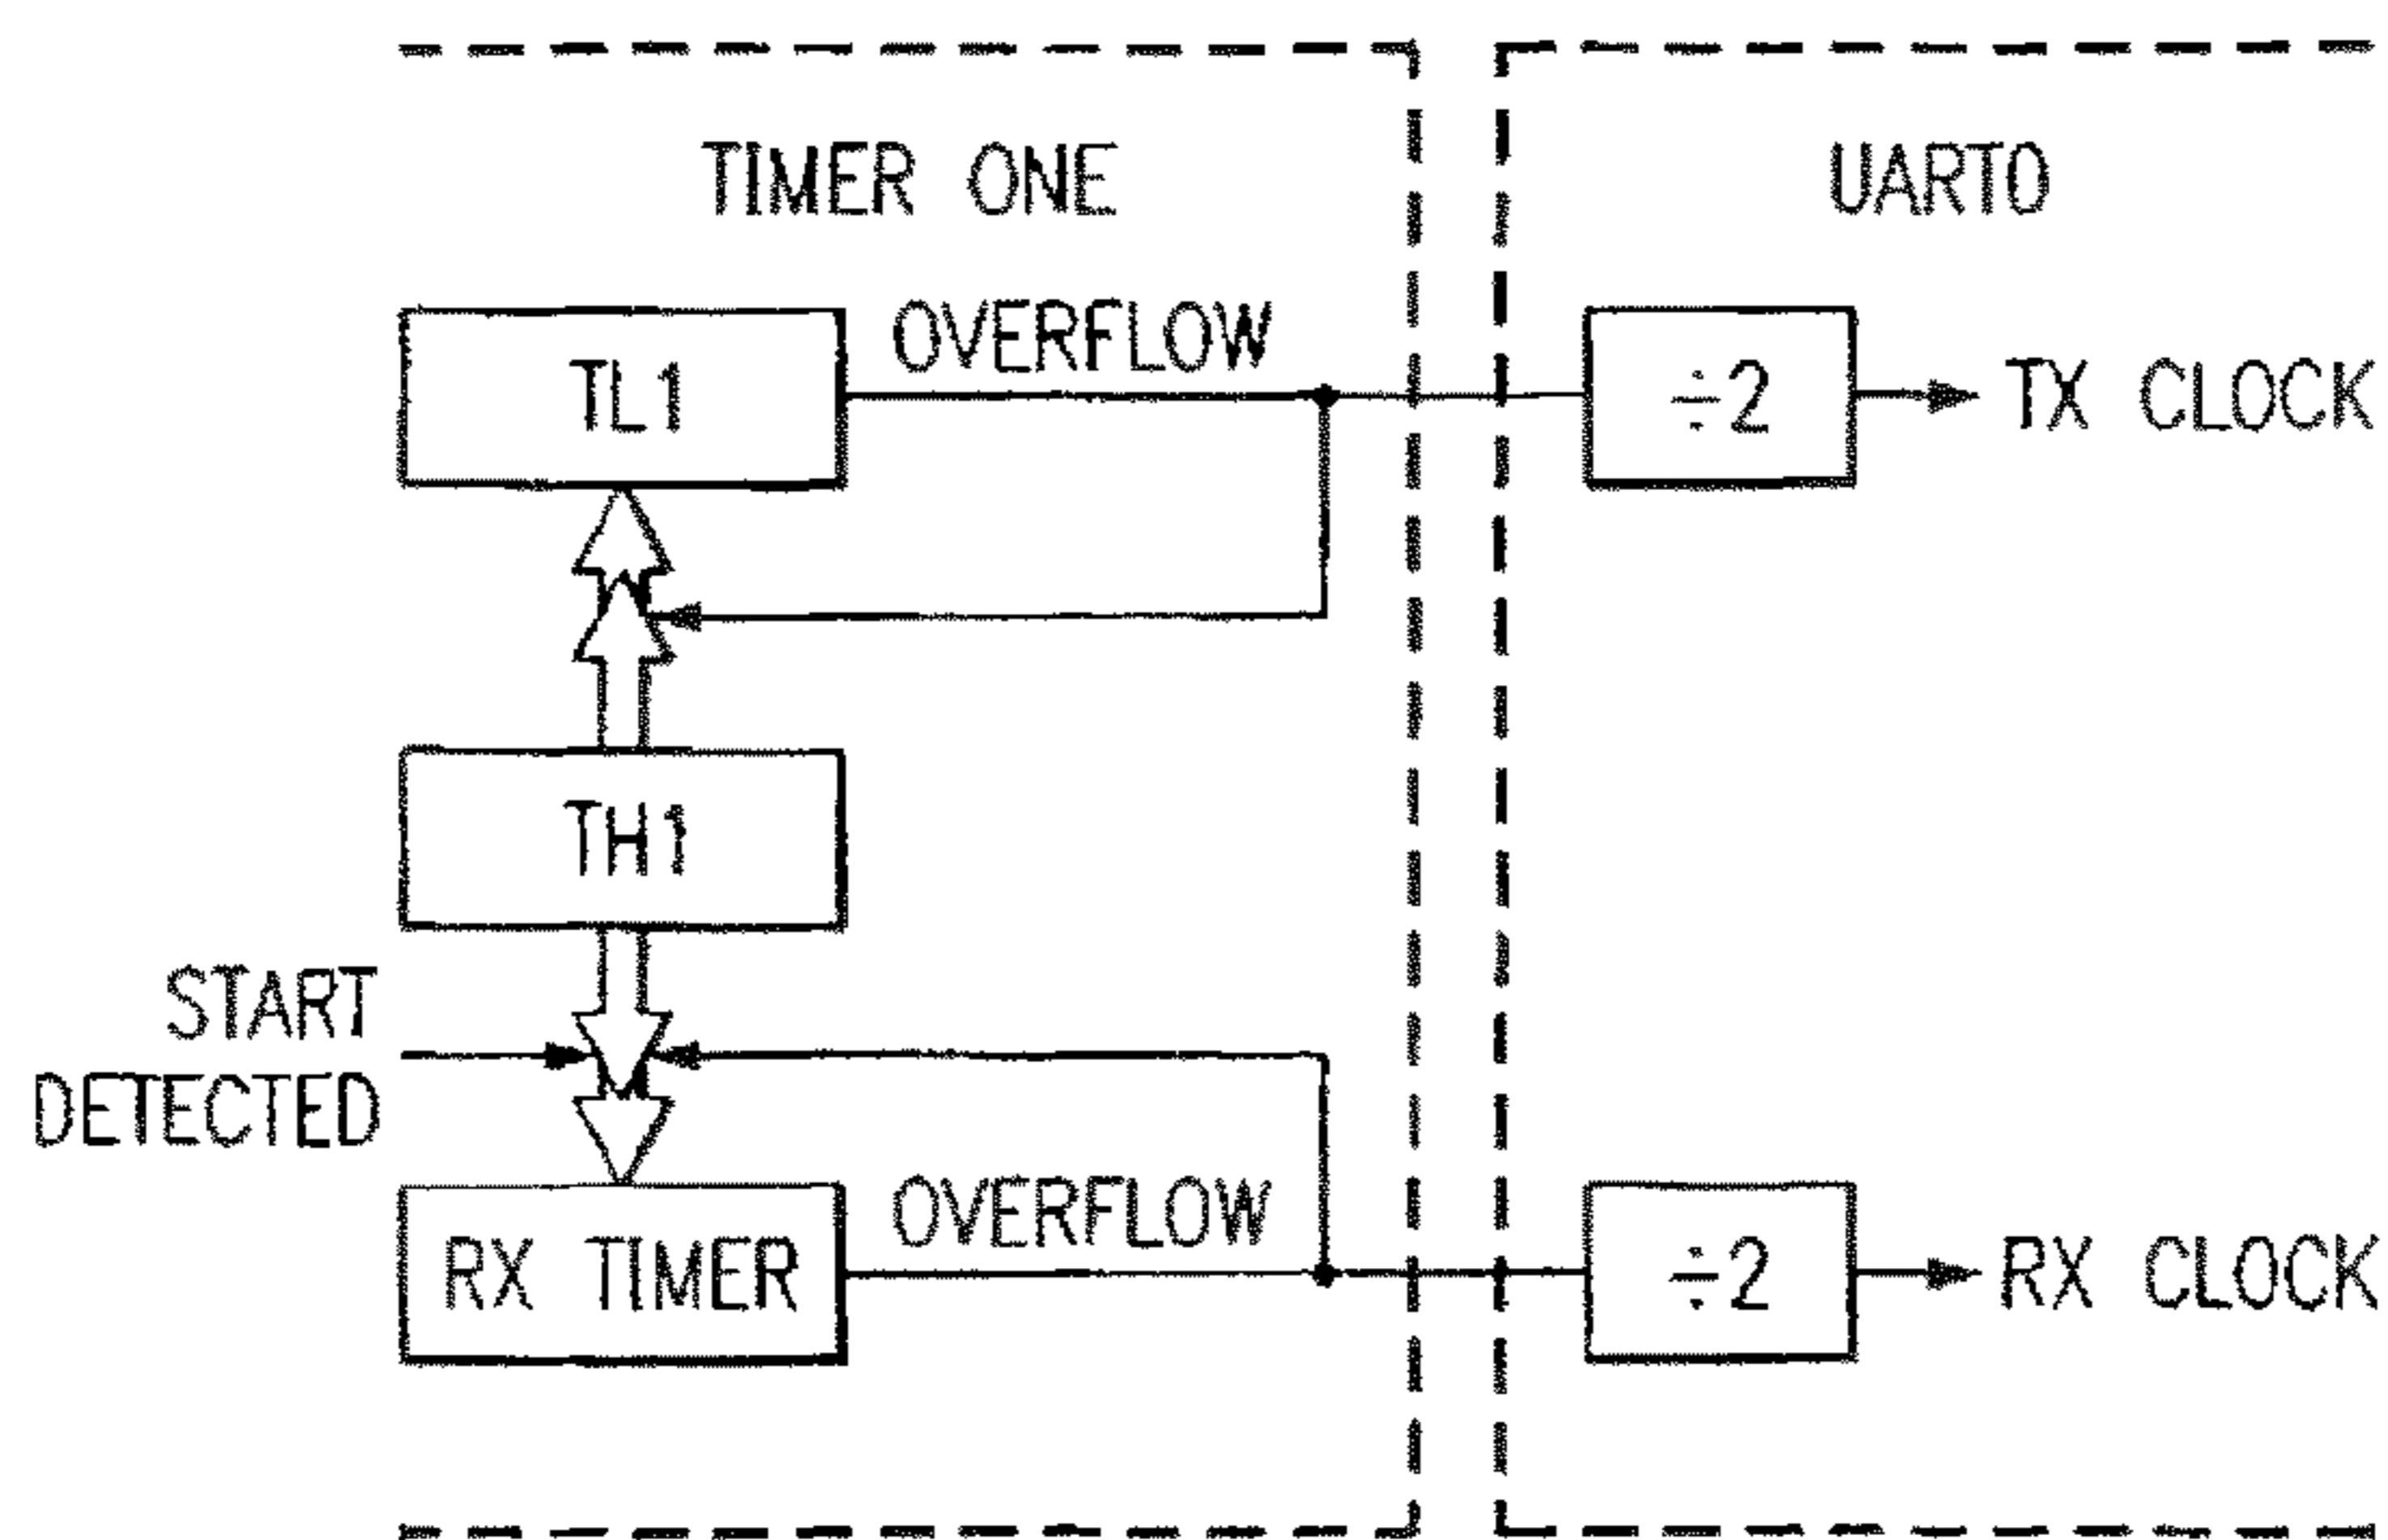 TIMER ONE
UART0
TL1
OVERFLOW
÷2
TX CLOCK
TH1
START
DETECTED
RX TIMER
OVERFLOW
÷2
RX CLOCK